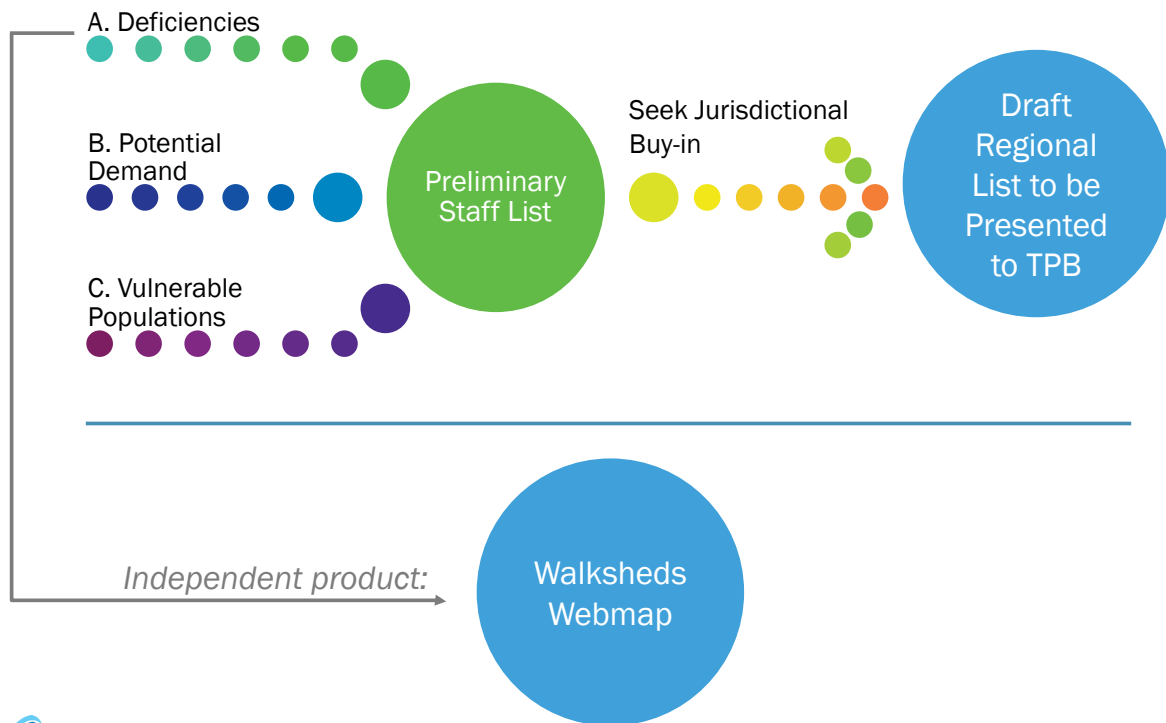 A. Deficiencies
B. Potential
Demand
C. Vulnerable
Populations
Preliminary
Staff List
Seek Jurisdictional
Buy-in
Draft
Regional
List to be
Presented
to TPB
Independent product:
Walksheds
Webmap